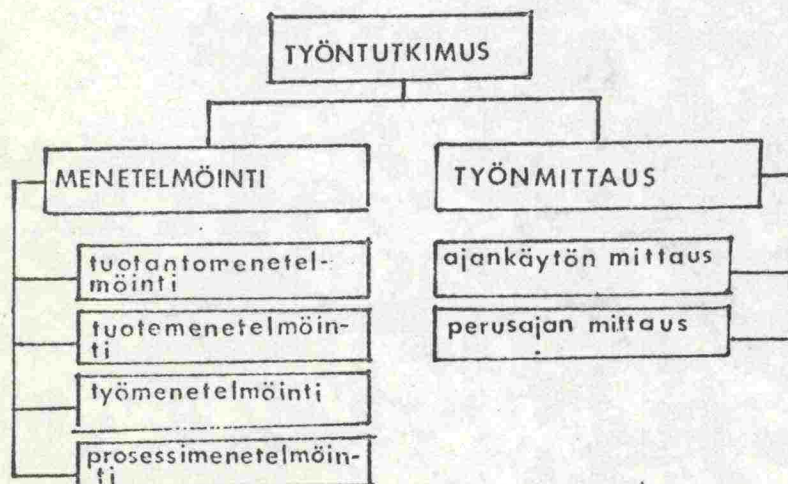 TYÖNTUTKIMUS
MENETELMÖINTI
tuotantomenetel-
möinti
tuotemenetelmöin-
ti
työmenetelmöinti
prosessimenetelmöin-
ti
TYÖNMITTAUS
ajankäytön mittaus
perusajan mittaus